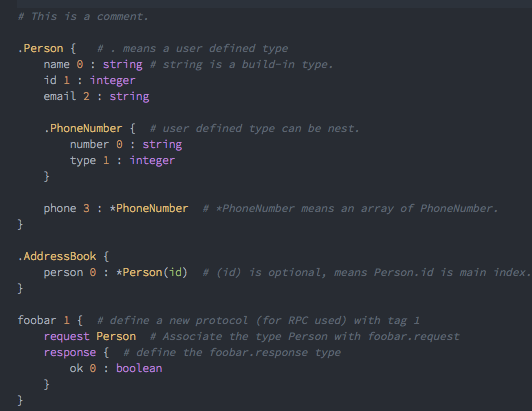 # This is a comment.
.Person {   # . means a user defined type
    name 0 : string # string is a build-in type.
    id 1 : integer
    email 2 : string
    .PhoneNumber {  # user defined type can be nest.
        number 0 : string
        type 1 : integer
    }
    phone 3 : *PhoneNumber  # *PhoneNumber means an array of PhoneNumber.
}
.AddressBook {
    person 0 : *Person(id)  # (id) is optional, means Person.id is main index.
}
foobar 1 {  # define a new protocol (for RPC used) with tag 1
    request Person  # Associate the type Person with foobar.request
    response {  # define the foobar.response type
        ok 0 : boolean
    }
}